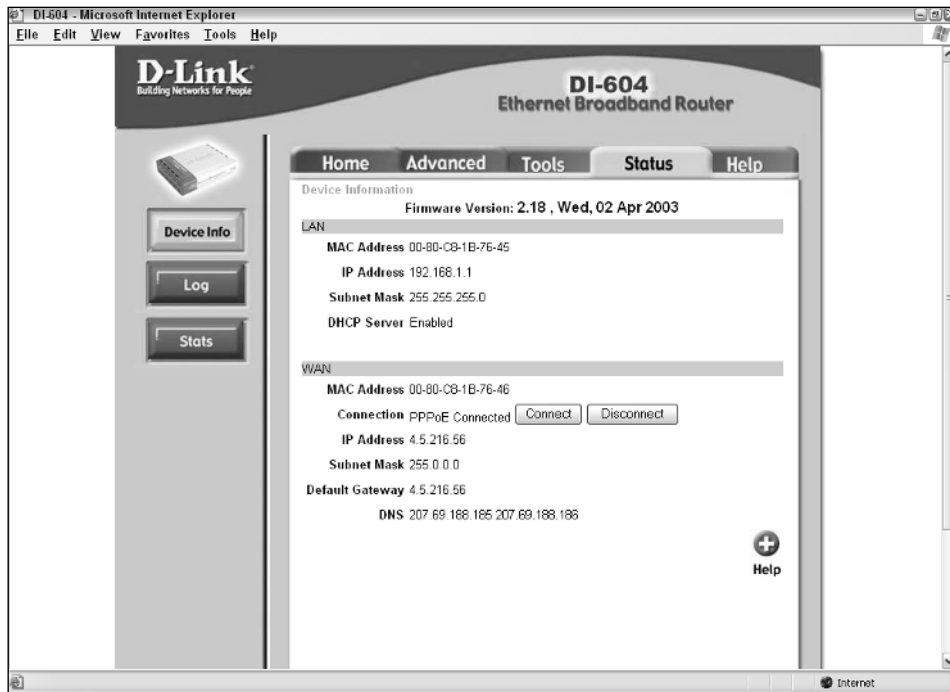 DI-604 - Microsoft Internet Explorer
File Edit View Favorites Tools Help
D-Link
Building Networks for People
DI-604
Ethernet Broadband Router
Home Advanced Tools Status Help
Device Information
Firmware Version: 2.18 , Wed, 02 Apr 2003
Device Info
Log
Stats
LAN
MAC Address 00-80-C8-1B-76-45
IP Address 192.168.1.1
Subnet Mask 255.255.255.0
DHCP Server Enabled
WAN
MAC Address 00-80-C8-1B-76-46
Connection PPPoE Connected Connect Disconnect
IP Address 4.5.216.56
Subnet Mask 255.0.0.0
Default Gateway 4.5.216.56
DNS 207.69.188.185 207.69.188.186
Help
Internet